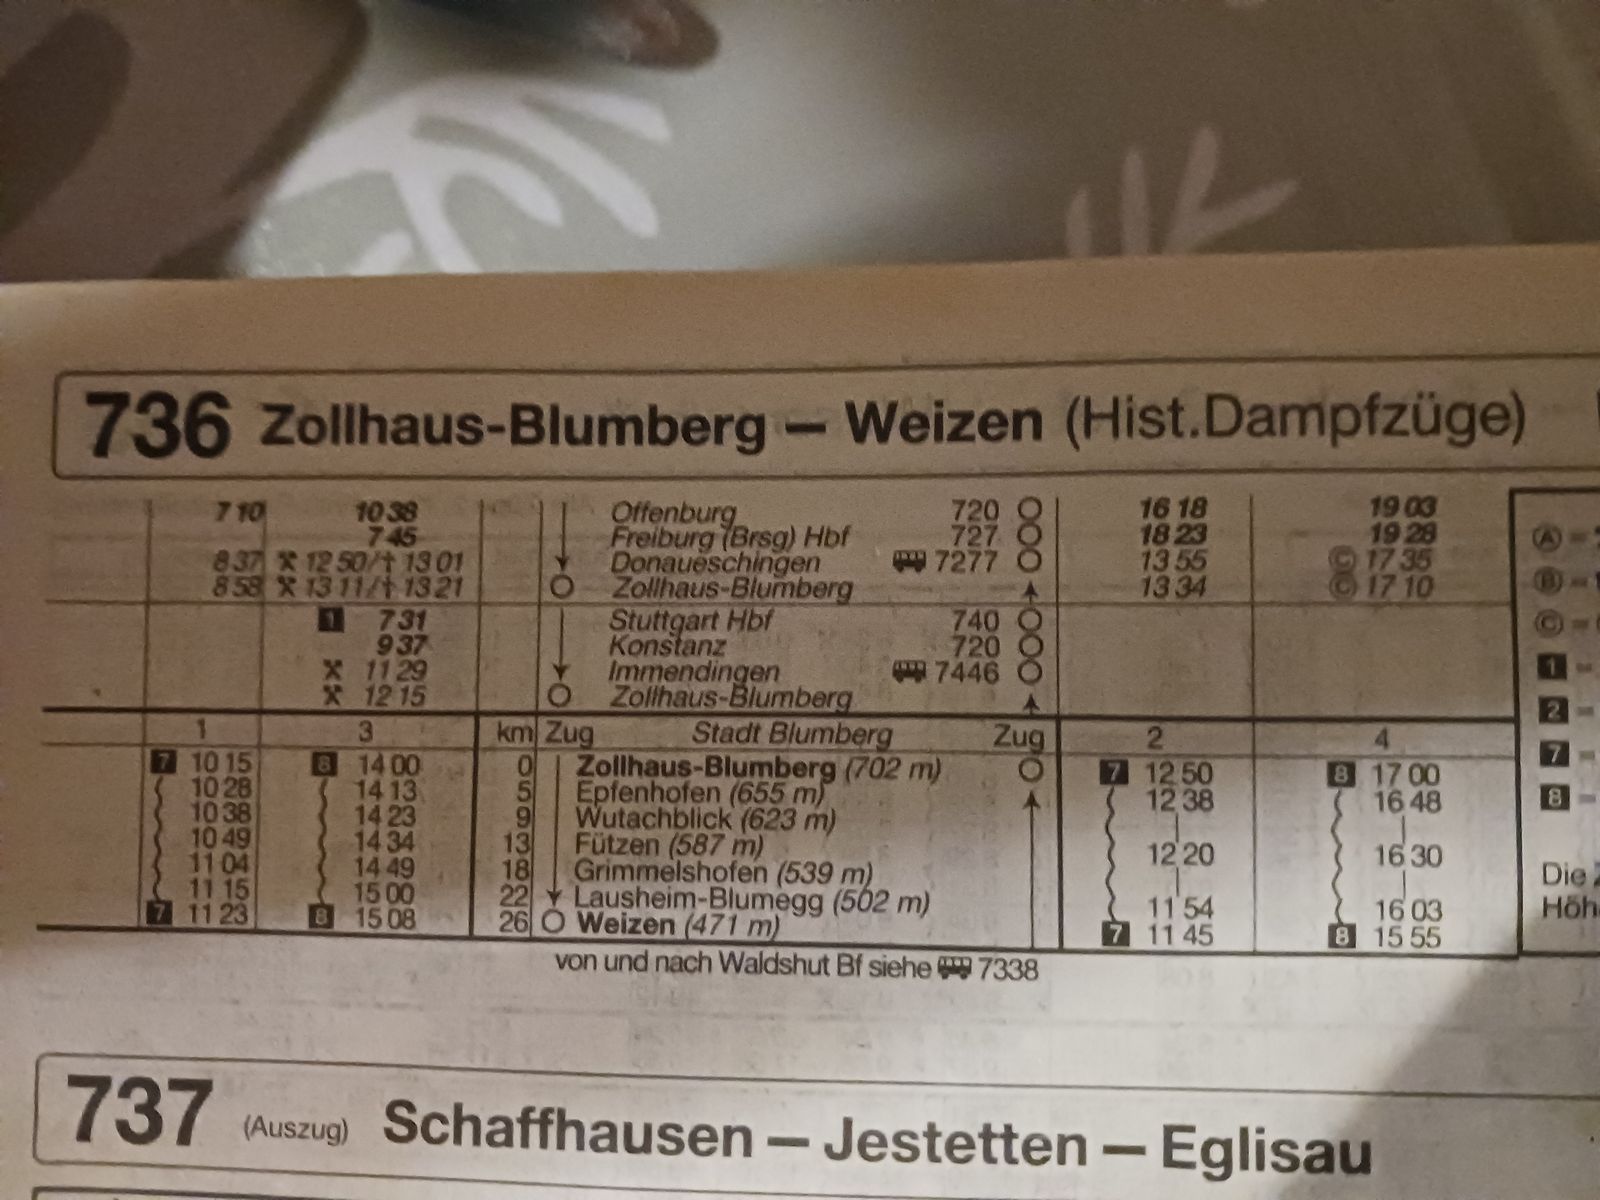 736 Zollhaus-Blumberg — Weizen (Hist.Dampfzüge)
7 10 10 38 Offenburg 720 16 18 19 03
7 45 Freiburg (Brsg) Hbf 727 18 23 19 28 A =
8 37 12 50/† 13 01 Donaueschingen 7277 13 55 C 17 35
8 58 13 11/† 13 21 Zollhaus-Blumberg 13 34 C 17 10 B =
1 7 31 Stuttgart Hbf 740 C =
9 37 Konstanz 720
11 29 Immendingen 7446 1 =
12 15 Zollhaus-Blumberg 2 =
1 3 km Zug Stadt Blumberg Zug 2 4
7 10 15 8 14 00 0 Zollhaus-Blumberg (702 m) 7 12 50 8 17 00 7 =
10 28 14 13 5 Epfenhofen (655 m) 12 38 16 48 8 =
10 38 14 23 9 Wutachblick (623 m)
10 49 14 34 13 Fützen (587 m) 12 20 16 30
11 04 14 49 18 Grimmelshofen (539 m) Die
11 15 15 00 22 Lausheim-Blumegg (502 m) 11 54 16 03 Höh
7 11 23 8 15 08 26 Weizen (471 m) 7 11 45 8 15 55
von und nach Waldshut Bf siehe 7338
737 (Auszug) Schaffhausen — Jestetten — Eglisau